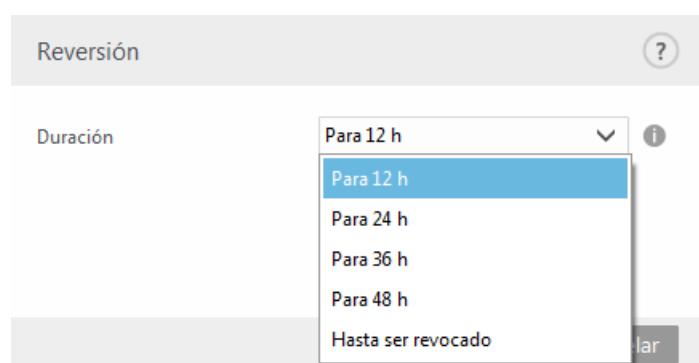 Reversión
?
Duración
Para 12 h
i
Para 12 h
Para 24 h
Para 36 h
Para 48 h
Hasta ser revocado